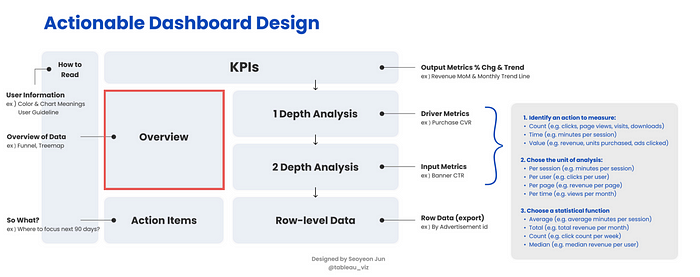 Actionable Dashboard Design
How to
Read
User Information
ex ) Color & Chart Meanings
User Guideline
Overview of Data
ex ) Funnel, Treemap
So What?
ex ) Where to focus next 90 days?
KPIs
Overview
Action Items
1 Depth Analysis
2 Depth Analysis
Row-level Data
Output Metrics % Chg & Trend
ex ) Revenue MoM & Monthly Trend Line
Driver Metrics
ex ) Purchase CVR
Input Metrics
ex ) Banner CTR
Row Data (export)
ex ) By Advertisement id
1. Identify an action to measure:
• Count (e.g. clicks, page views, visits, downloads)
• Time (e.g. minutes per session)
• Value (e.g. revenue, units purchased, ads clicked)
2. Chose the unit of analysis:
• Per session (e.g. minutes per session)
• Per user (e.g. clicks per user)
• Per page (e.g. revenue per page)
• Per time (e.g. views per month)
3. Choose a statistical function
• Average (e.g. average minutes per session)
• Total (e.g. total revenue per month)
• Count (e.g. click count per week)
• Median (e.g. median revenue per user)
Designed by Seoyeon Jun
@tableau_viz